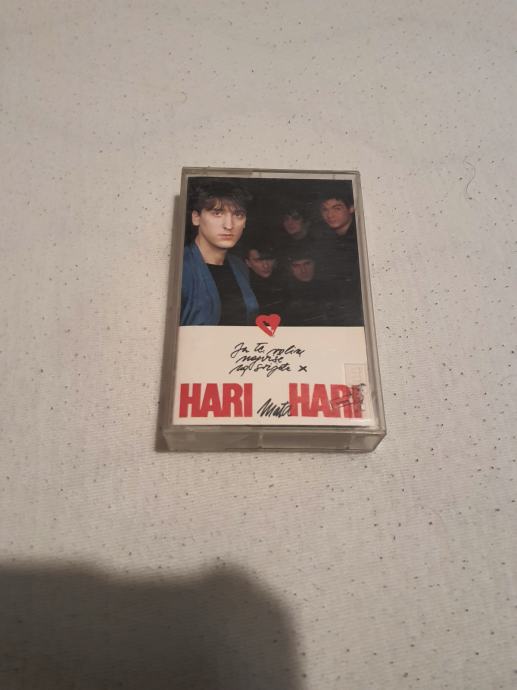 Ja te volim
najviše
na svijetu x
HARI Mata HARI